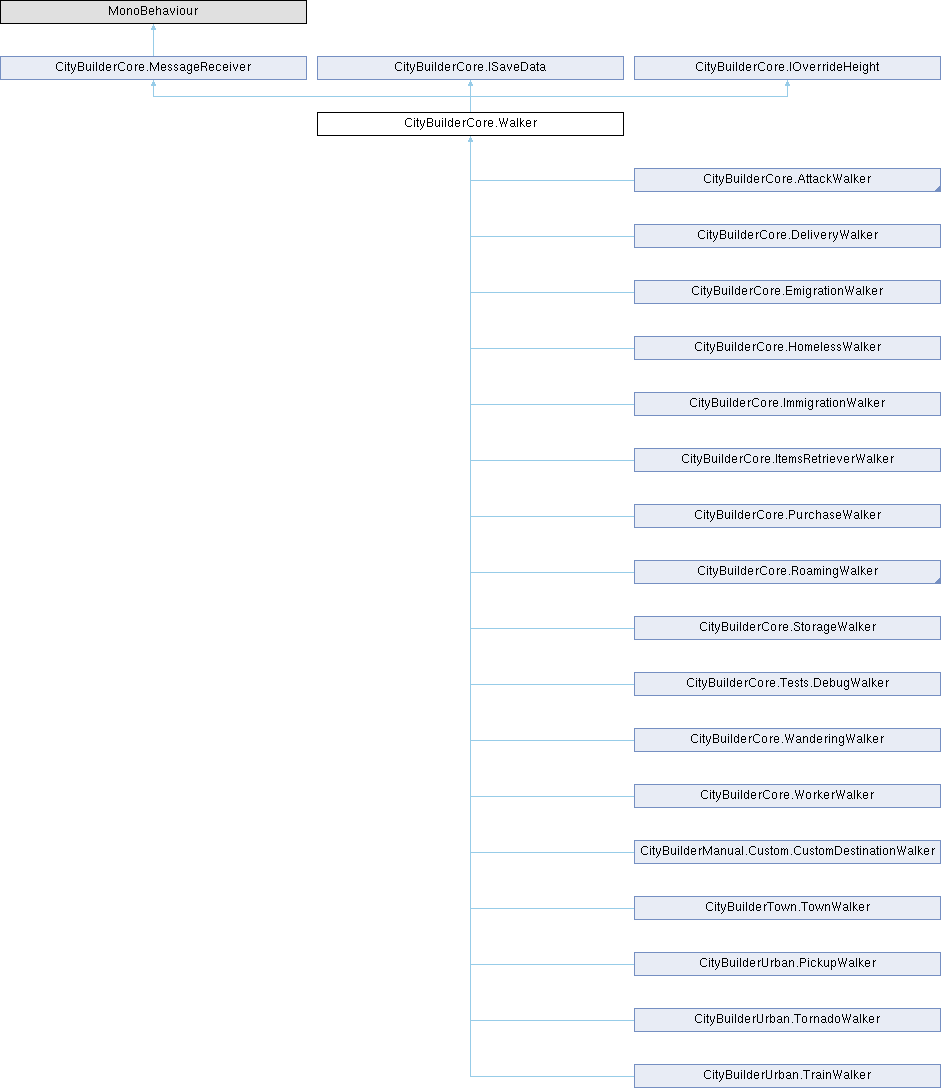 MonoBehaviour
CityBuilderCore.MessageReceiver
CityBuilderCore.ISaveData
CityBuilderCore.IOverrideHeight
CityBuilderCore.Walker
CityBuilderCore.AttackWalker
CityBuilderCore.DeliveryWalker
CityBuilderCore.EmigrationWalker
CityBuilderCore.HomelessWalker
CityBuilderCore.ImmigrationWalker
CityBuilderCore.ItemsRetrieverWalker
CityBuilderCore.PurchaseWalker
CityBuilderCore.RoamingWalker
CityBuilderCore.StorageWalker
CityBuilderCore.Tests.DebugWalker
CityBuilderCore.WanderingWalker
CityBuilderCore.WorkerWalker
CityBuilderManual.Custom.CustomDestinationWalker
CityBuilderTown.TownWalker
CityBuilderUrban.PickupWalker
CityBuilderUrban.TornadoWalker
CityBuilderUrban.TrainWalker